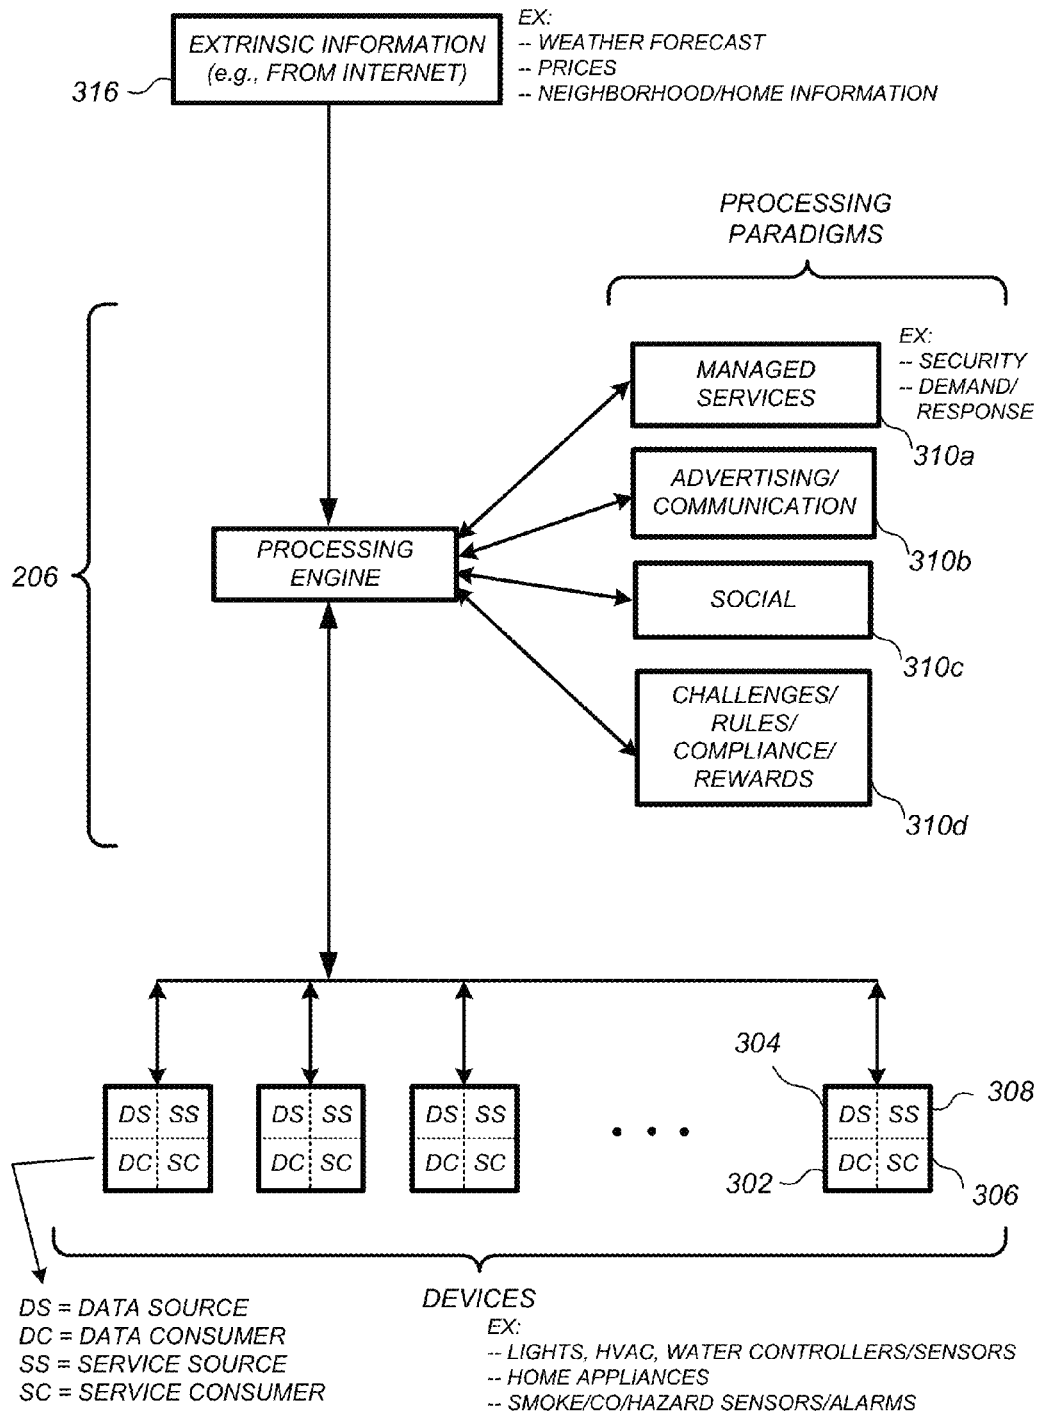 EXTRINSIC INFORMATION
(e.g., FROM INTERNET)
316
EX:
-- WEATHER FORECAST
-- PRICES
-- NEIGHBORHOOD/HOME INFORMATION
PROCESSING
PARADIGMS
206
PROCESSING
ENGINE
MANAGED
SERVICES
310a
EX:
-- SECURITY
-- DEMAND/
RESPONSE
ADVERTISING/
COMMUNICATION
310b
SOCIAL
310c
CHALLENGES/
RULES/
COMPLIANCE/
REWARDS
310d
DS SS
DC SC
DS SS
DC SC
DS SS
DC SC
• • •
304
308
DS SS
DC SC
302
306
DS = DATA SOURCE
DC = DATA CONSUMER
SS = SERVICE SOURCE
SC = SERVICE CONSUMER
DEVICES
EX:
-- LIGHTS, HVAC, WATER CONTROLLERS/SENSORS
-- HOME APPLIANCES
-- SMOKE/CO/HAZARD SENSORS/ALARMS